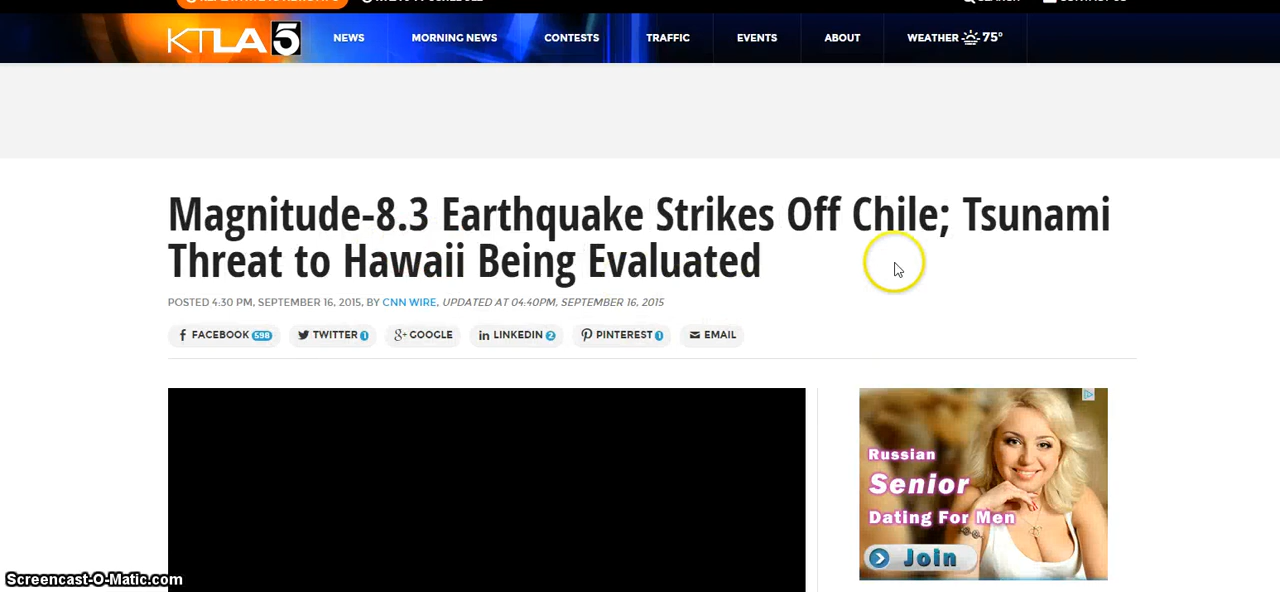 KTLA 5
NEWS
MORNING NEWS
CONTESTS
TRAFFIC
EVENTS
ABOUT
WEATHER 75°
Magnitude-8.3 Earthquake Strikes Off Chile; Tsunami
Threat to Hawaii Being Evaluated
POSTED 4:30 PM, SEPTEMBER 16, 2015, BY CNN WIRE, UPDATED AT 04:40PM, SEPTEMBER 16, 2015
FACEBOOK 598
TWITTER 1
GOOGLE
LINKEDIN 2
PINTEREST 1
EMAIL
Russian
Senior
Dating For Men
Join
Screencast-O-Matic.com